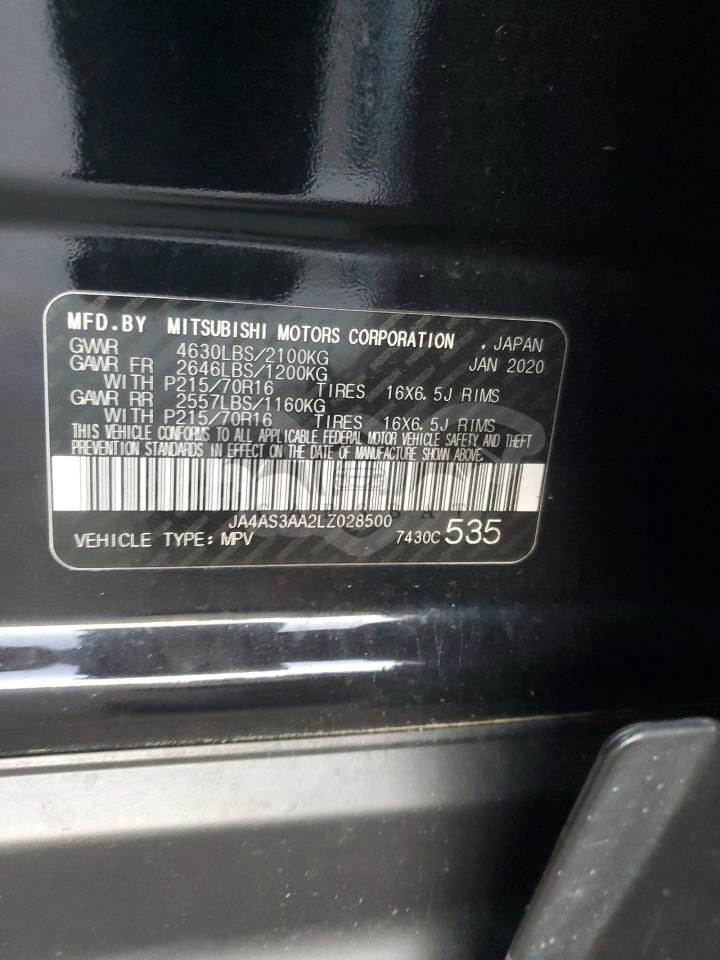 MFD.BY MITSUBISHI MOTORS CORPORATION , JAPAN
GWWR 4630LBS/2100KG JAN 2020
GAWR FR 2646LBS/1200KG
WITH P215/70R16 TIRES 16X6.5J RIMS
GAWR RR 2557LBS/1160KG
WITH P215/70R16 TIRES 16X6.5J RIMS
THIS VEHICLE CONFORMS TO ALL APPLICABLE FEDERAL MOTOR VEHICLE SAFETY, AND THEFT
PREVENTION STANDARDS IN EFFECT ON THE DATE OF MANUFACTURE SHOWN ABOVE.
JA4AS3AA2LZ028500
VEHICLE TYPE: MPV 7430C 535